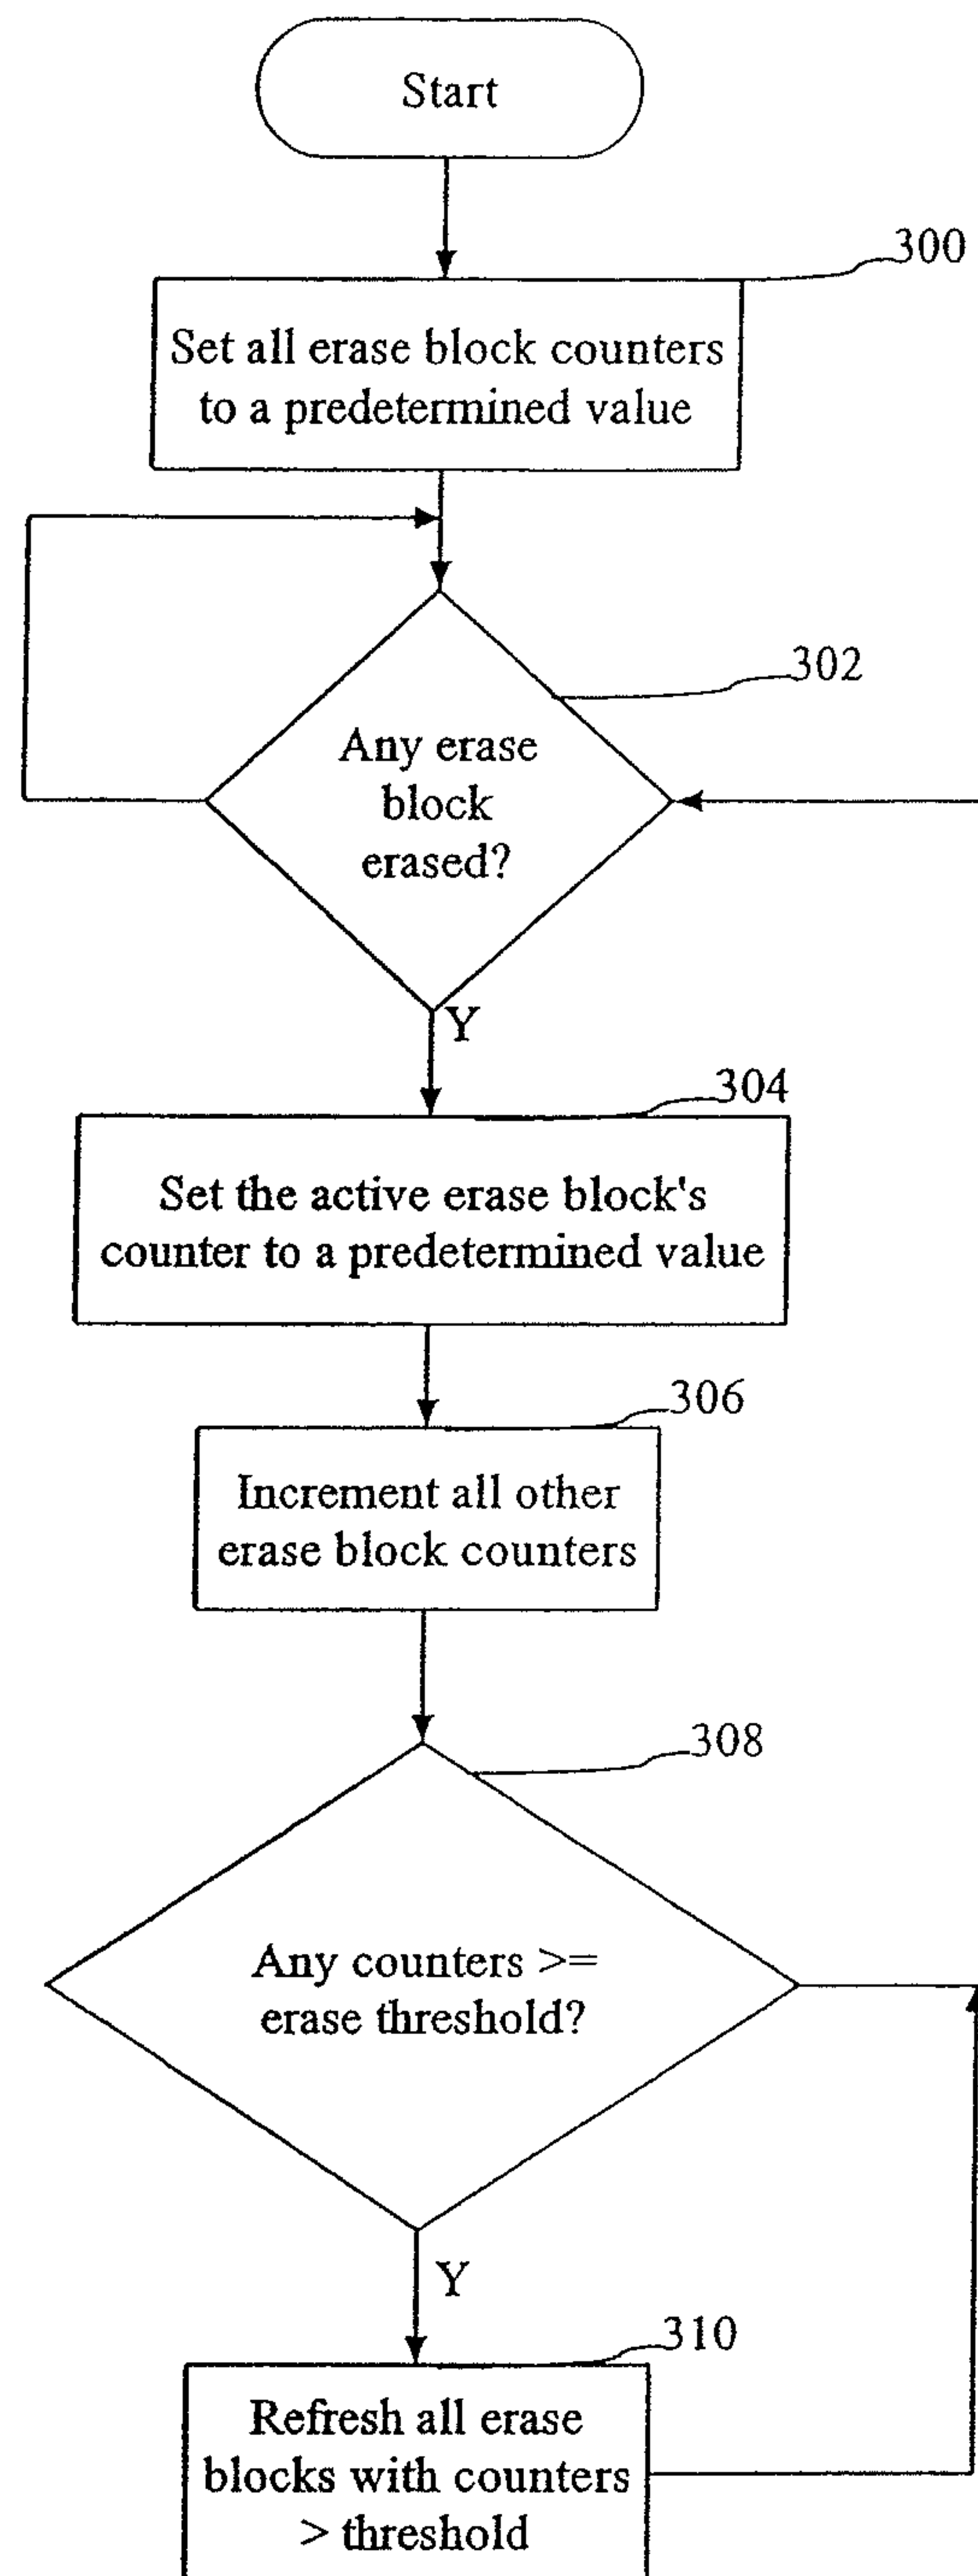 Start
300
Set all erase block counters
to a predetermined value
302
Any erase
block
erased?
Y
304
Set the active erase block's
counter to a predetermined value
306
Increment all other
erase block counters
308
Any counters >=
erase threshold?
Y
310
Refresh all erase
blocks with counters
> threshold